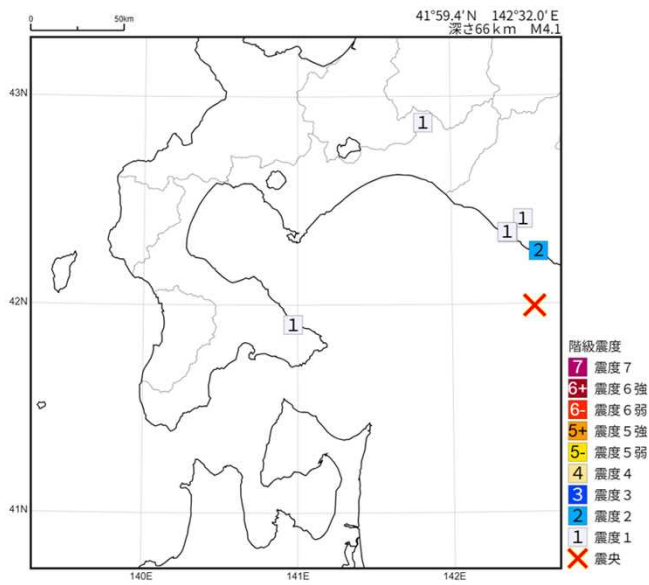 0 50km
41°59.4′N 142°32.0′E
深さ66km M4.1
43N
1
1
1
2
42N
1
41N
140E 141E 142E
階級震度
7 震度7
6+ 震度6強
6- 震度6弱
5+ 震度5強
5- 震度5弱
4 震度4
3 震度3
2 震度2
1 震度1
震央